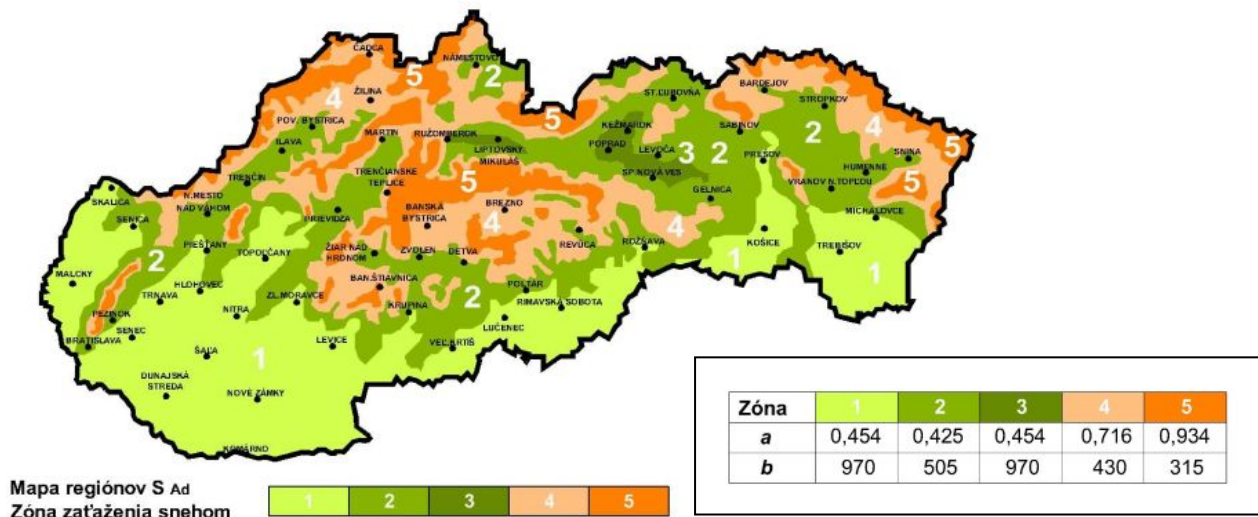 ČADCA
NÁMESTOVO
5
2
4
ŽILINA
BARDEJOV
ST.ĽUBOVŇA
STROPKOV
5
POV. BYSTRICA
MARTIN
RUŽOMBEROK
KEŽMAROK
SABINOV
4
ILAVA
LIPTOVSKÝ
MIKULÁŠ
POPRAD
LEVOČA
3
2
PREŠOV
2
SNINA
5
HUMENNÉ
TRENČIN
TRENČIANSKE
TEPLICE
5
SP.NOVÁ VES
VRANOV N.TOPĽOU
5
SKALICA
N.MESTO
NAD VÁHOM
GELNICA
SENICA
PRIEVIDZA
BANSKÁ
BYSTRICA
BREZNO
4
4
MICHALOVCE
2
PIEŠŤANY
TOPOĽČANY
ŽIAR NAD
HRONOM
ZVOLEN
DETVA
REVÚCA
ROŽŇAVA
KOŠICE
TREBIŠOV
1
1
MALCKY
HLOHOVEC
BAN.ŠTIAVNICA
2
POLTÁR
TRNAVA
ZL.MORAVCE
KRUPINA
RIMAVSKÁ SOBOTA
PEZINOK
NITRA
LUČENEC
SENEC
BRATISLAVA
ŠAĽA
1
LEVICE
VEĽ.KRTÍŠ
DUNAJSKÁ
STREDA
NOVÉ ZÁMKY
KOMÁRNO
Zóna 1 2 3 4 5
a 0,454 0,425 0,454 0,716 0,934
b 970 505 970 430 315
Mapa regiónov S Ad
Zóna zaťaženia snehom
1 2 3 4 5